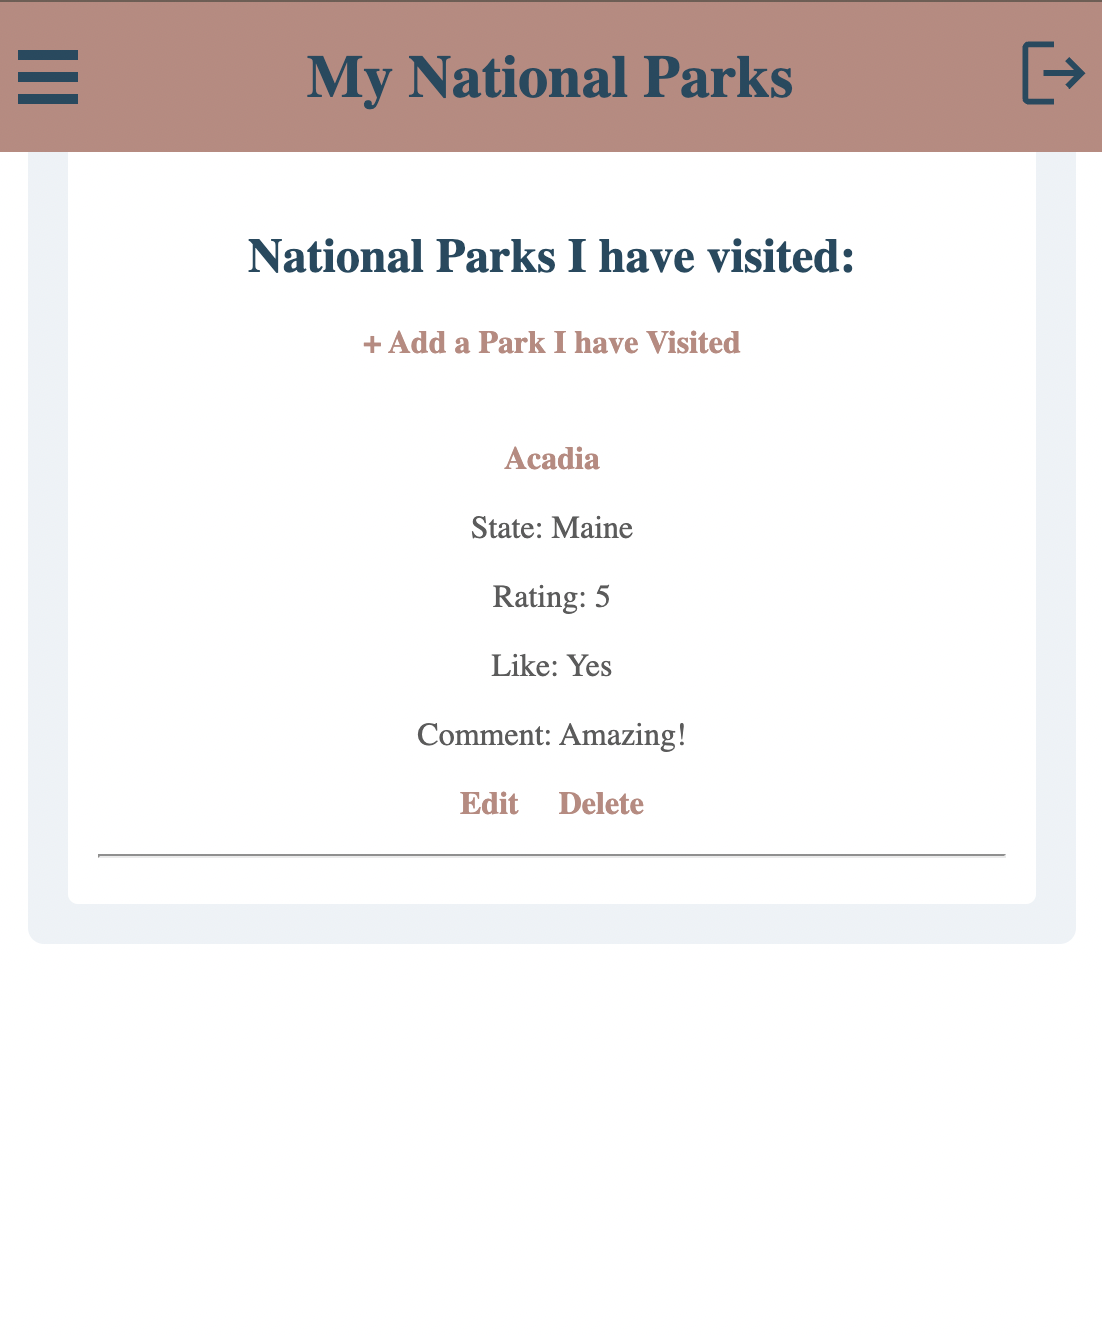 My National Parks
National Parks I have visited:
+ Add a Park I have Visited
Acadia
State: Maine
Rating: 5
Like: Yes
Comment: Amazing!
Edit Delete